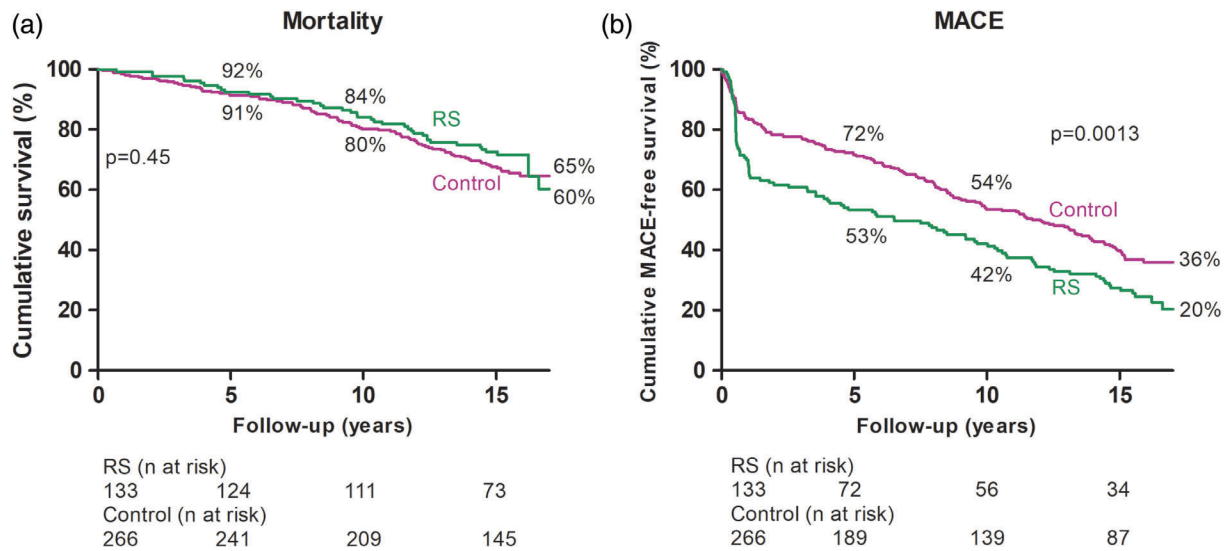 (a)
Mortality
Cumulative survival (%)
100
80
60
40
20
0
92%
91%
84%
80%
RS
Control
65%
60%
p=0.45
0
5
10
15
Follow-up (years)
RS (n at risk)
133 124 111 73
Control (n at risk)
266 241 209 145
(b)
MACE
Cumulative MACE-free survival (%)
100
80
60
40
20
0
72%
53%
54%
42%
p=0.0013
Control
RS
36%
20%
0
5
10
15
Follow-up (years)
RS (n at risk)
133 72 56 34
Control (n at risk)
266 189 139 87